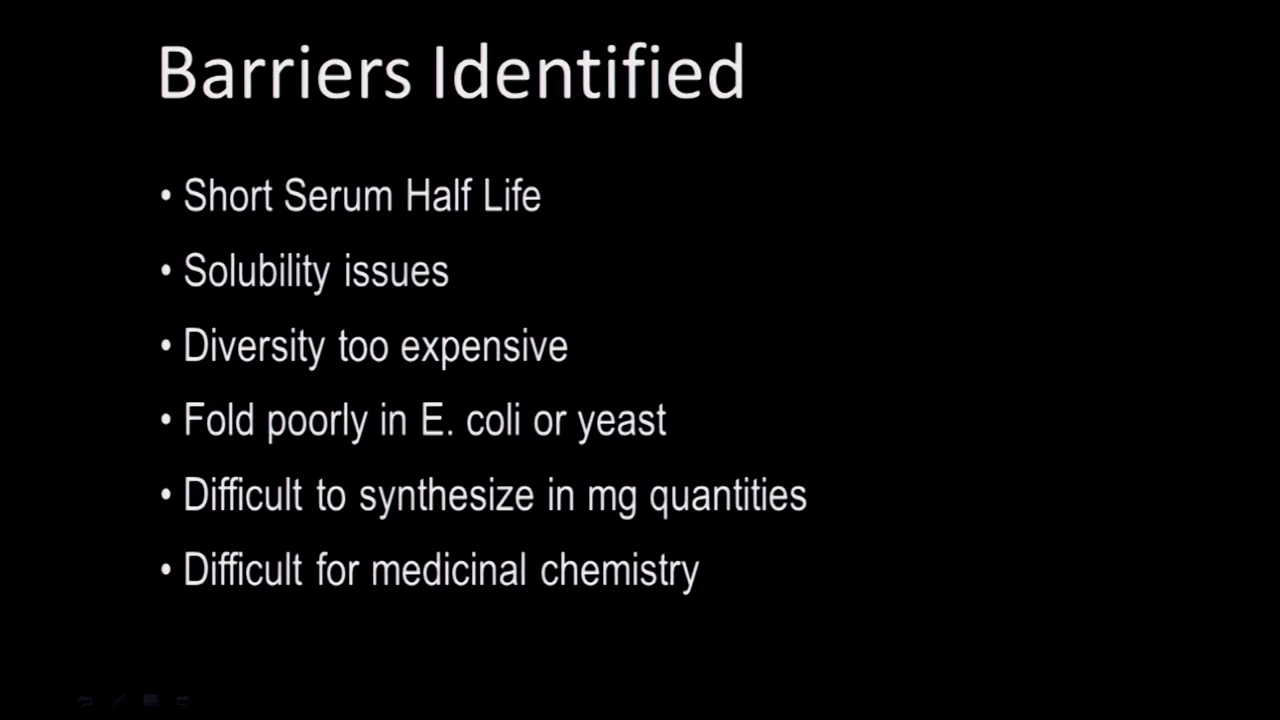 Barriers Identified
• Short Serum Half Life
• Solubility issues
• Diversity too expensive
• Fold poorly in E. coli or yeast
• Difficult to synthesize in mg quantities
• Difficult for medicinal chemistry